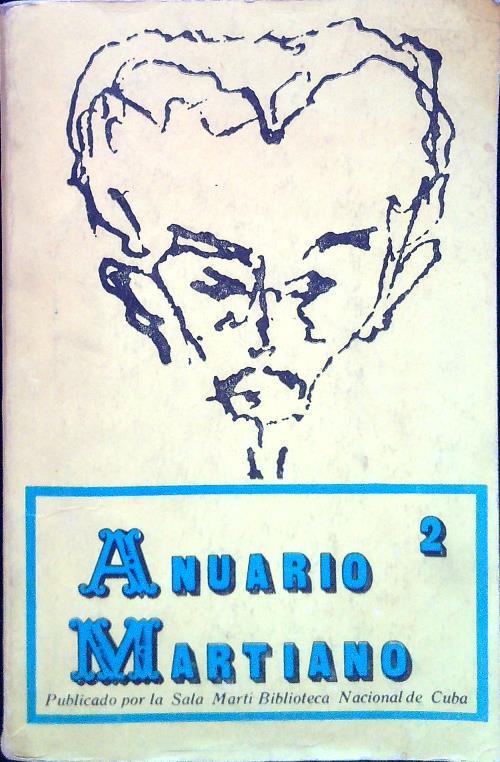 2
ANUARIO
MARTIANO
Publicado por la Sala Martí Biblioteca Nacional de Cuba